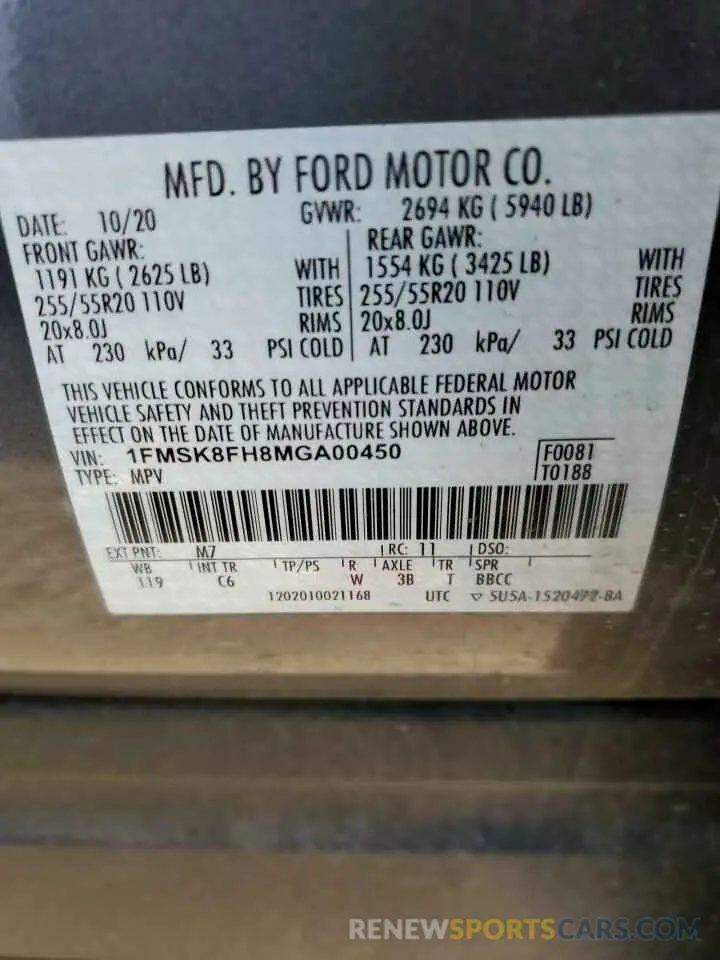 MFD. BY FORD MOTOR CO.
DATE: 10/20 GVWR: 2694 KG ( 5940 LB)
FRONT GAWR: REAR GAWR:
1191 KG ( 2625 LB) WITH 1554 KG ( 3425 LB) WITH
255/55R20 110V TIRES 255/55R20 110V TIRES
20x8.0J RIMS 20x8.0J RIMS
AT 230 kPa/ 33 PSI COLD AT 230 kPa/ 33 PSI COLD
THIS VEHICLE CONFORMS TO ALL APPLICABLE FEDERAL MOTOR
VEHICLE SAFETY AND THEFT PREVENTION STANDARDS IN
EFFECT ON THE DATE OF MANUFACTURE SHOWN ABOVE.
VIN: 1FMSK8FH8MGA00450 F0081
TYPE: MPV T0188
EXT PNT: M7 RC: 11 DSO:
WB INT TR TP/PS R AXLE TR SPR
119 C6 W 3B T BBCC
1202010021168 UTC ▽ 5U5A-1520472-BA
RENEWSPORTSCARS.COM